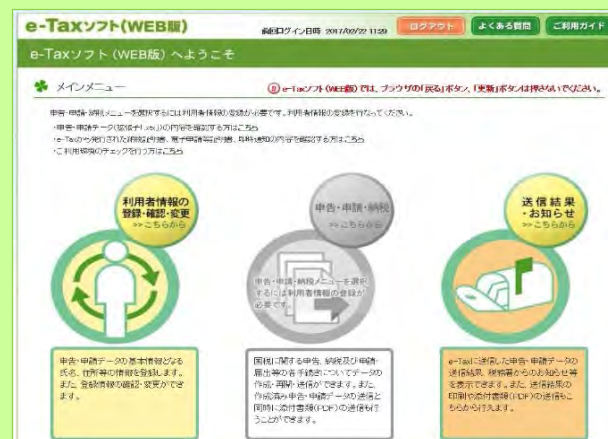 e-Taxソフト(WEB版)
前回ログイン日時 2017/02/22 11:29
ログアウト
よくある質問
ご利用ガイド
e-Taxソフト(WEB版)へようこそ
メインメニュー
e-Taxソフト(WEB版)では、ブラウザの「戻る」ボタン、「更新」ボタンは押さないでください。
申告・申請・納税メニューを選択するには利用者情報の登録が必要です。利用者情報の登録を行なってください。
・申告・申請データ(拡張子「.xtx」)の内容を確認する方はこちら
・e-Taxから発行された納税証明書、電子申請等証明書、即時通知の内容を確認する方はこちら
・ご利用環境のチェックを行う方はこちら
利用者情報の
登録・確認・変更
>>こちらから
申告・申請・納税
>>こちらから
送信結果
・お知らせ
>>こちらから
申告・申請・納税メニューを選択
するには利用者情報の登録が
必要です。
申告・申請データの基本情報となる
氏名、住所等の情報を登録します。
また、登録情報の確認・変更ができ
ます。
国税に関する申告、納税及び申請・
届出等の各手続きについてデータの
作成・再開・送信ができます。また、
作成済み申告・申請データの送信と
同時に添付書類(PDF)の送信も行
うことができます。
e-Taxに送信した申告・申請データの
送信結果、税務署からのお知らせ等
を表示できます。また、送信結果の
印刷や添付書類(PDF)の送信もこ
ちらから行えます。